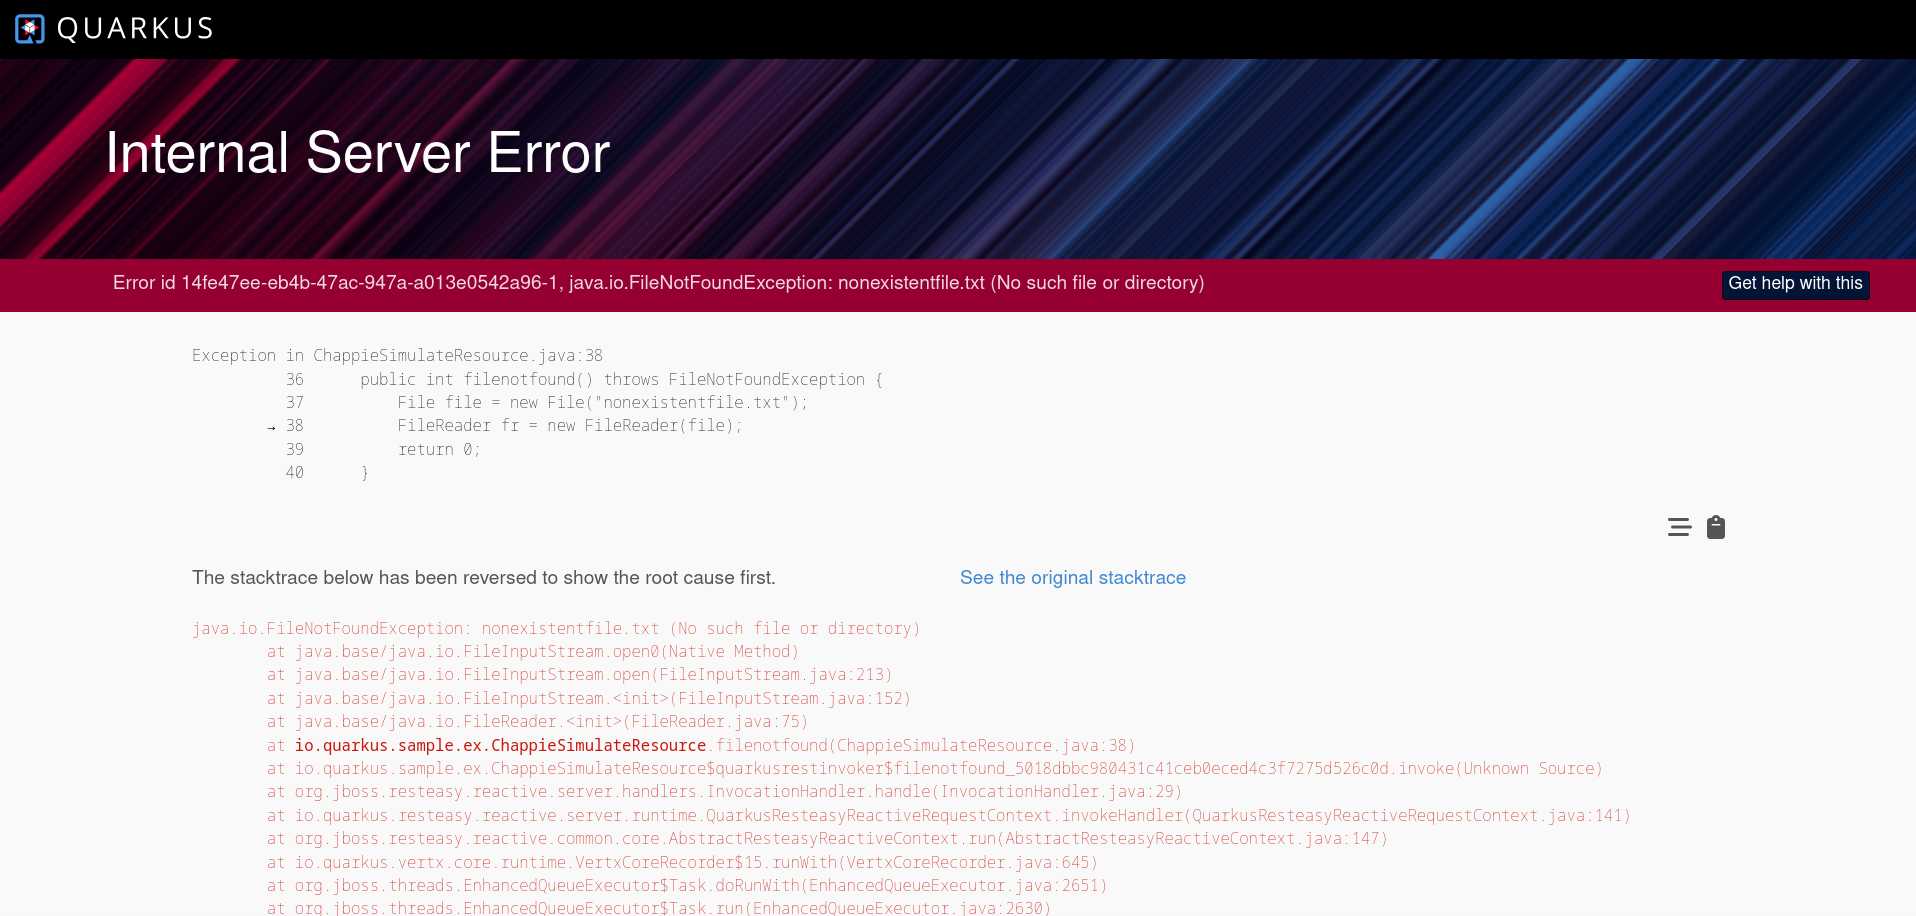 QUARKUS
Internal Server Error
Error id 14fe47ee-eb4b-47ac-947a-a013e0542a96-1, java.io.FileNotFoundException: nonexistentfile.txt (No such file or directory)
Get help with this
Exception in ChappieSimulateResource.java:38
36 public int filenotfound() throws FileNotFoundException {
37 File file = new File("nonexistentfile.txt");
→ 38 FileReader fr = new FileReader(file);
39 return 0;
40 }
The stacktrace below has been reversed to show the root cause first.
See the original stacktrace
java.io.FileNotFoundException: nonexistentfile.txt (No such file or directory)
at java.base/java.io.FileInputStream.open0(Native Method)
at java.base/java.io.FileInputStream.open(FileInputStream.java:213)
at java.base/java.io.FileInputStream.<init>(FileInputStream.java:152)
at java.base/java.io.FileReader.<init>(FileReader.java:75)
at io.quarkus.sample.ex.ChappieSimulateResource.filenotfound(ChappieSimulateResource.java:38)
at io.quarkus.sample.ex.ChappieSimulateResource$quarkusrestinvoker$filenotfound_5018dbbc980431c41ceb0eced4c3f7275d526c0d.invoke(Unknown Source)
at org.jboss.resteasy.reactive.server.handlers.InvocationHandler.handle(InvocationHandler.java:29)
at io.quarkus.resteasy.reactive.server.runtime.QuarkusResteasyReactiveRequestContext.invokeHandler(QuarkusResteasyReactiveRequestContext.java:141)
at org.jboss.resteasy.reactive.common.core.AbstractResteasyReactiveContext.run(AbstractResteasyReactiveContext.java:147)
at io.quarkus.vertx.core.runtime.VertxCoreRecorder$15.runWith(VertxCoreRecorder.java:645)
at org.jboss.threads.EnhancedQueueExecutor$Task.doRunWith(EnhancedQueueExecutor.java:2651)
at org.jboss.threads.EnhancedQueueExecutor$Task.run(EnhancedQueueExecutor.java:2630)